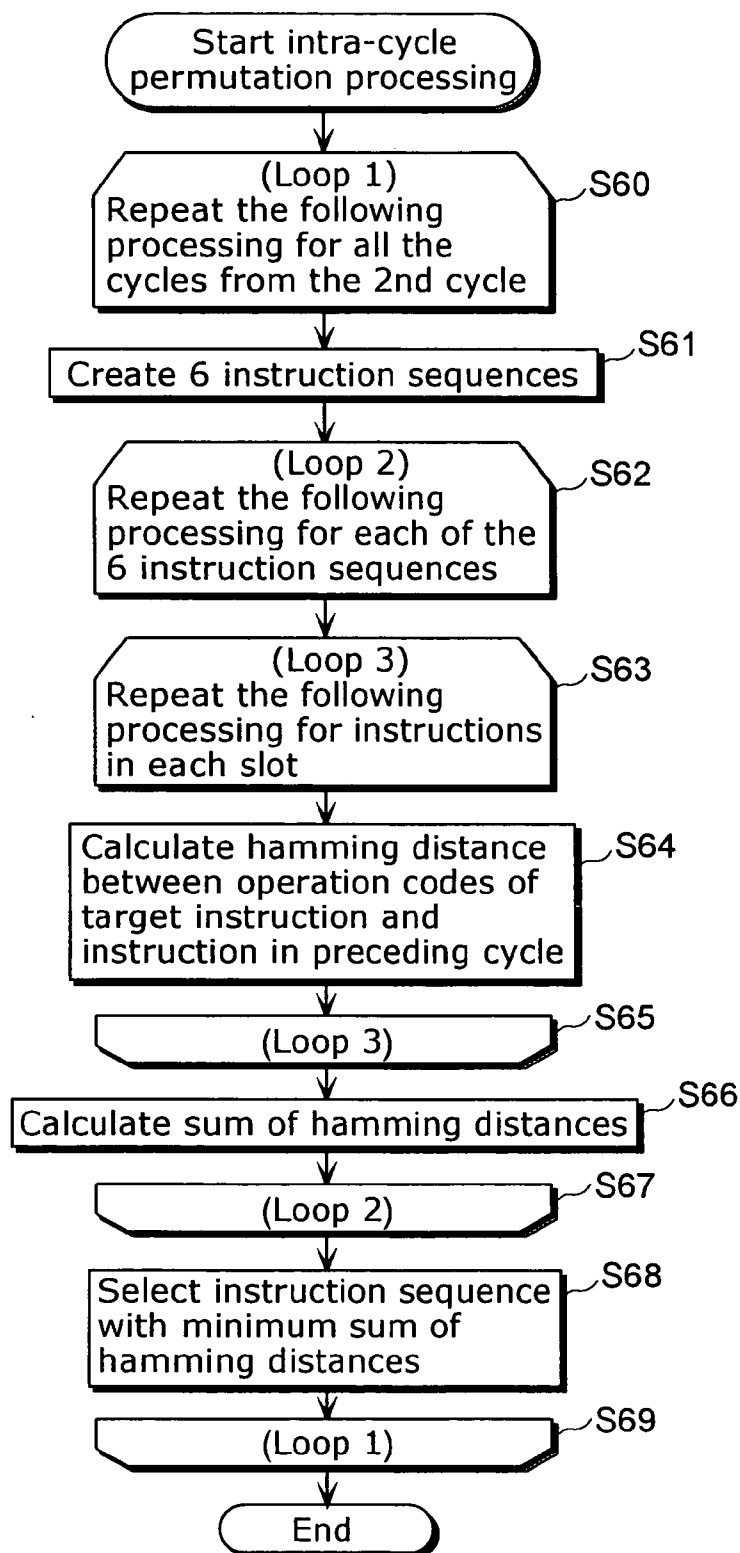 Start intra-cycle
permutation processing
(Loop 1)
Repeat the following
processing for all the
cycles from the 2nd cycle
S60
Create 6 instruction sequences
S61
(Loop 2)
Repeat the following
processing for each of the
6 instruction sequences
S62
(Loop 3)
Repeat the following
processing for instructions
in each slot
S63
Calculate hamming distance
between operation codes of
target instruction and
instruction in preceding cycle
S64
(Loop 3)
S65
Calculate sum of hamming distances
S66
(Loop 2)
S67
Select instruction sequence
with minimum sum of
hamming distances
S68
(Loop 1)
S69
End